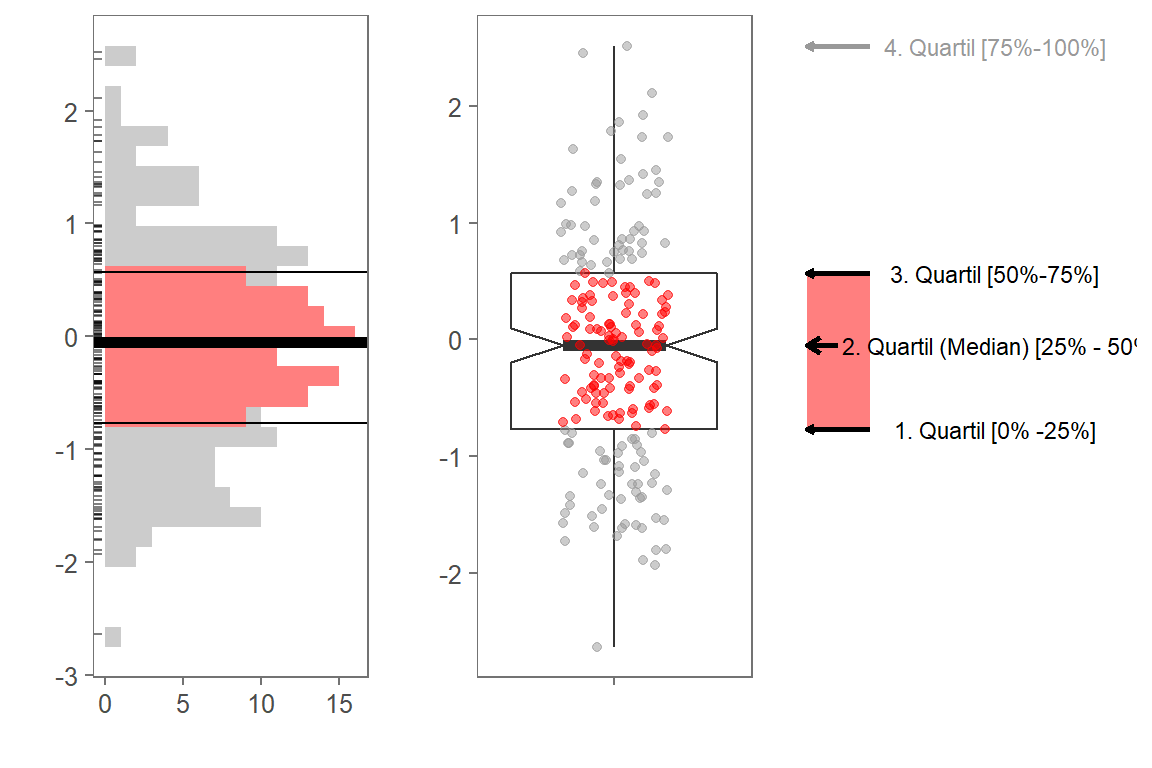 2
1
0
-1
-2
-3
0 5 10 15
2
1
0
-1
-2
4. Quartil [75%-100%]
3. Quartil [50%-75%]
2. Quartil (Median) [25% - 50%
1. Quartil [0% -25%]